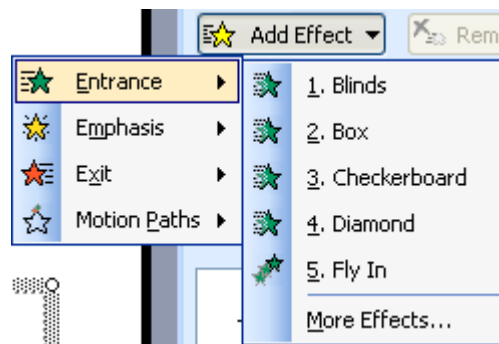 Add Effect
Rem
Entrance
Emphasis
Exit
Motion Paths
1. Blinds
2. Box
3. Checkerboard
4. Diamond
5. Fly In
More Effects...